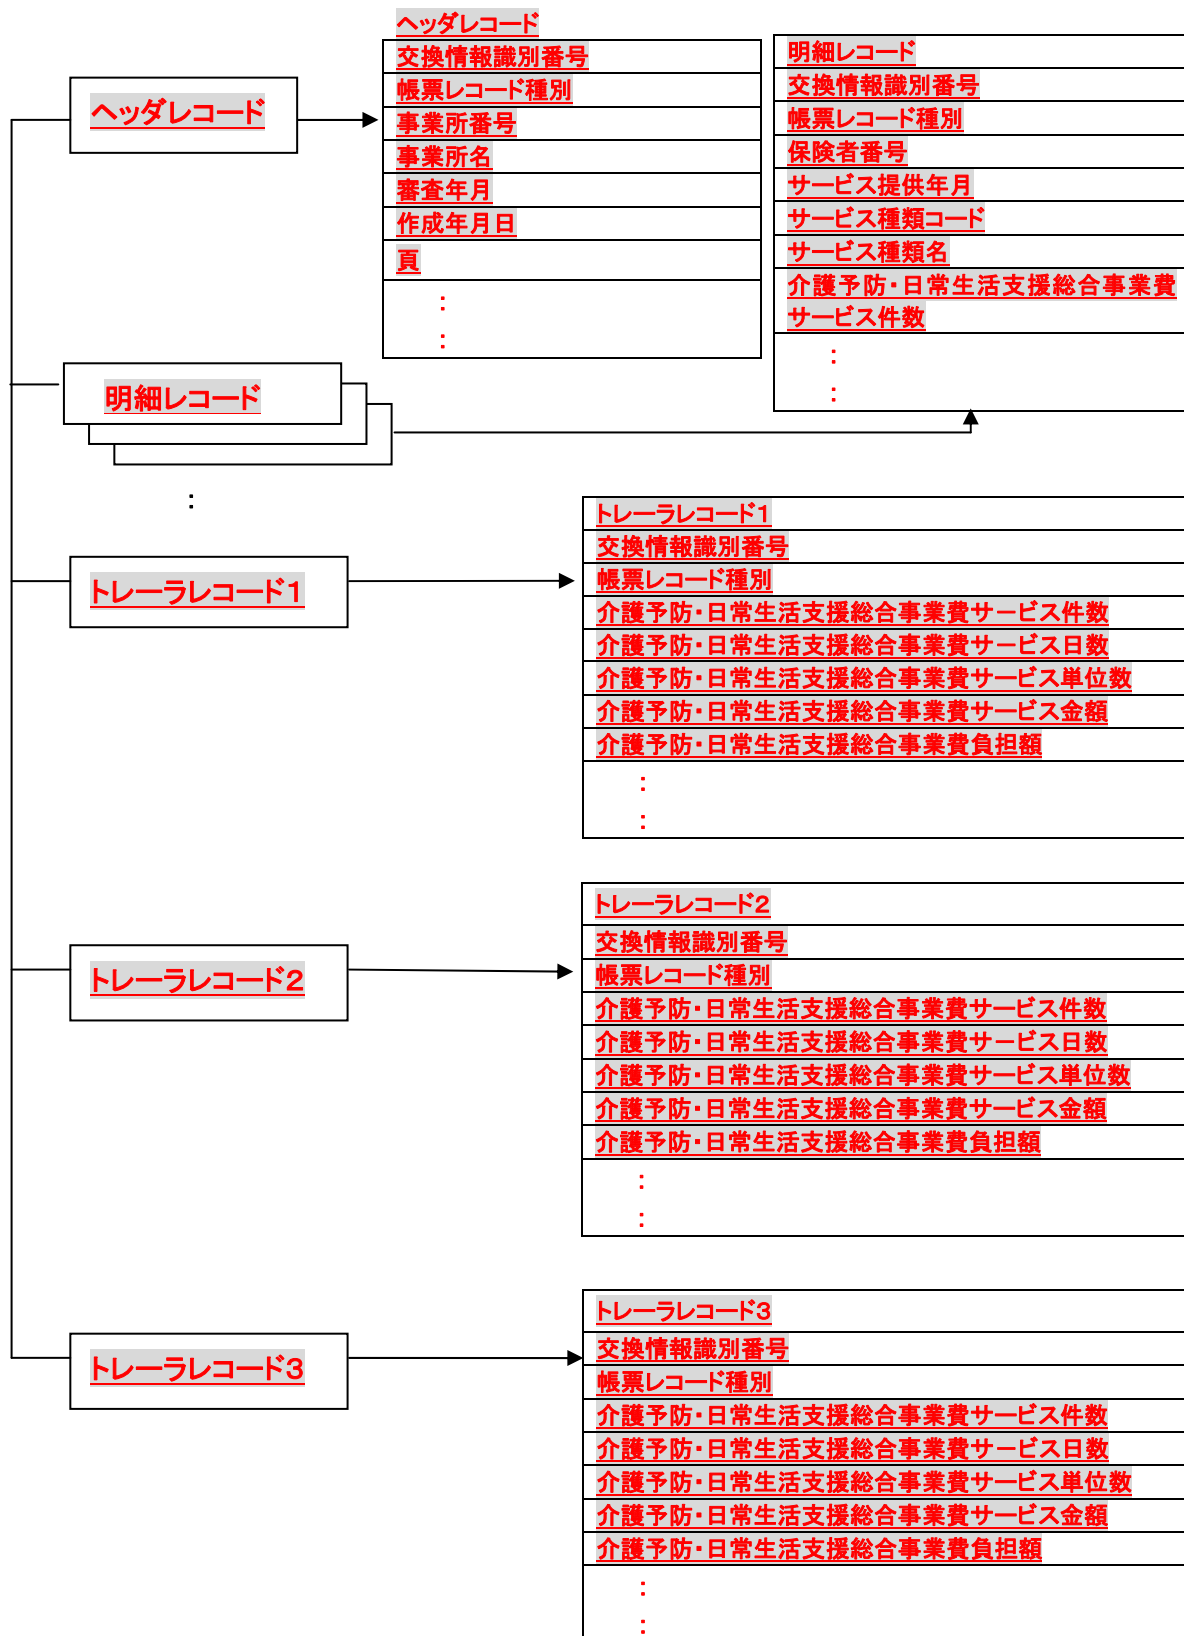 ヘッダレコード
ヘッダレコード
交換情報識別番号
帳票レコード種別
事業所番号
事業所名
審査年月
作成年月日
頁
：
：
明細レコード
交換情報識別番号
帳票レコード種別
保険者番号
サービス提供年月
サービス種類コード
サービス種類名
介護予防・日常生活支援総合事業費
サービス件数
：
：
明細レコード
：
トレーラレコード１
トレーラレコード１
交換情報識別番号
帳票レコード種別
介護予防・日常生活支援総合事業費サービス件数
介護予防・日常生活支援総合事業費サービス日数
介護予防・日常生活支援総合事業費サービス単位数
介護予防・日常生活支援総合事業費サービス金額
介護予防・日常生活支援総合事業費負担額
：
：
トレーラレコード２
トレーラレコード２
交換情報識別番号
帳票レコード種別
介護予防・日常生活支援総合事業費サービス件数
介護予防・日常生活支援総合事業費サービス日数
介護予防・日常生活支援総合事業費サービス単位数
介護予防・日常生活支援総合事業費サービス金額
介護予防・日常生活支援総合事業費負担額
：
：
トレーラレコード３
トレーラレコード３
交換情報識別番号
帳票レコード種別
介護予防・日常生活支援総合事業費サービス件数
介護予防・日常生活支援総合事業費サービス日数
介護予防・日常生活支援総合事業費サービス単位数
介護予防・日常生活支援総合事業費サービス金額
介護予防・日常生活支援総合事業費負担額
：
：